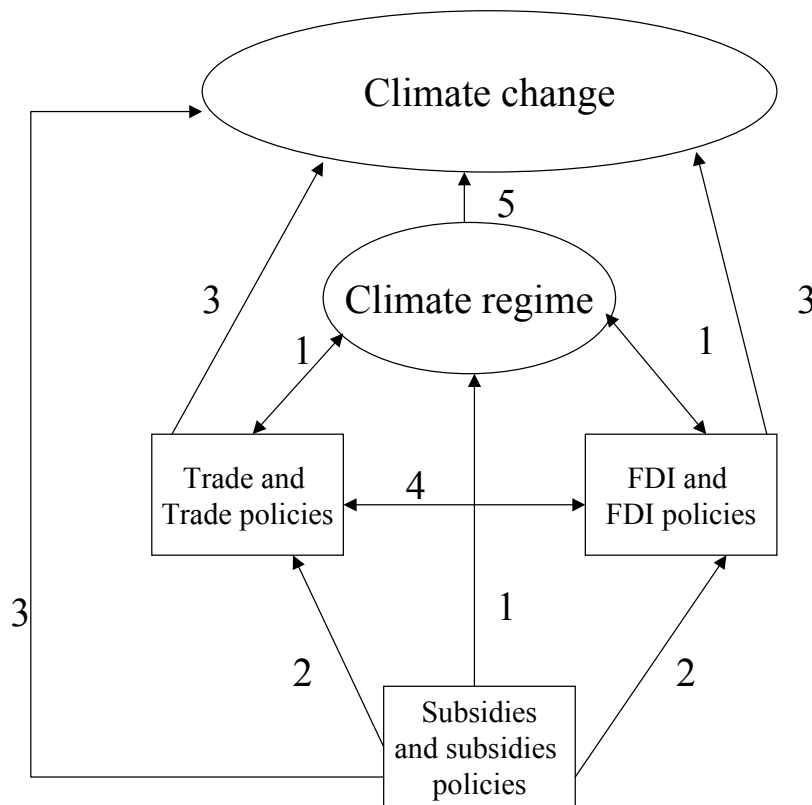 Climate change
5
3
3
Climate regime
1
1
Trade and
Trade policies
4
FDI and
FDI policies
3
1
2
2
Subsidies
and subsidies
policies